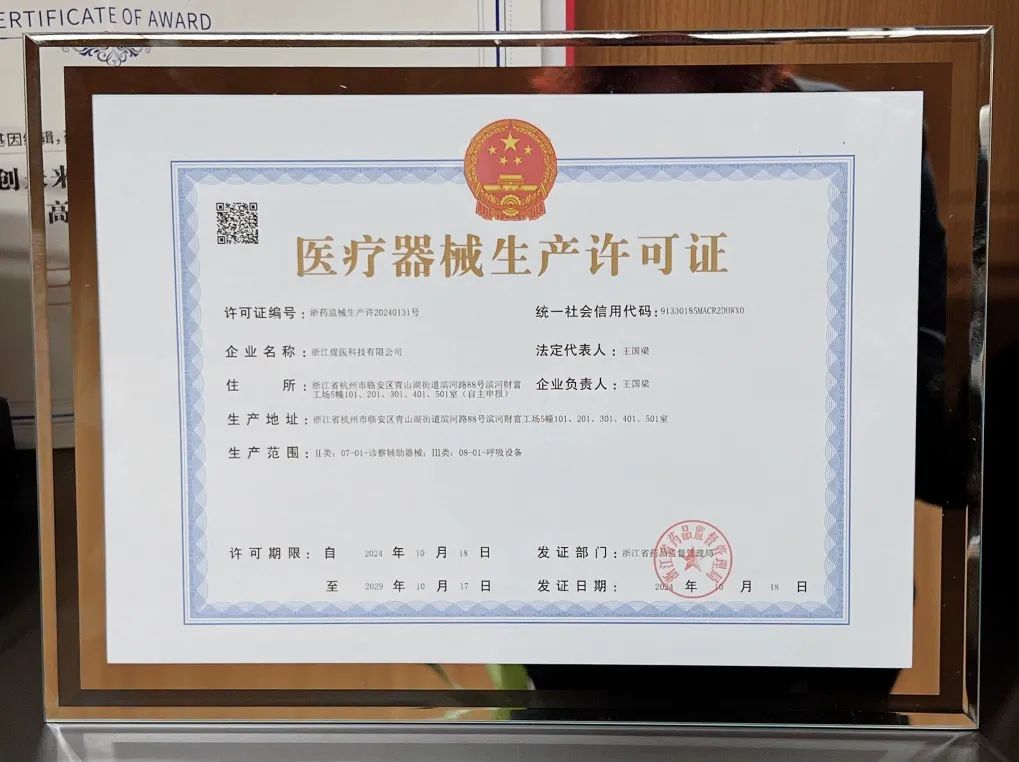 ERTIFICATE OF AWARD
医疗器械生产许可证
许可证编号：浙药监械生产许20240131号
统一社会信用代码：91330185MACR2DHWX0
企业名称：浙江煜医科技有限公司
法定代表人：王国梁
住 所：浙江省杭州市临安区青山湖街道滨河路88号滨河财富
工场5幢101、201、301、401、501室（自主申报）
企业负责人：王国梁
生产地址：浙江省杭州市临安区青山湖街道滨河路88号滨河财富工场5幢101、201、301、401、501室
生产范围：II类：07-01-诊察辅助器械；III类：08-01-呼吸设备
许可期限：自 2024 年 10 月 18 日
发证部门：浙江省药品监督管理局
至 2029 年 10 月 17 日
发证日期：2024 年 10 月 18 日
浙江省药品监督管理局